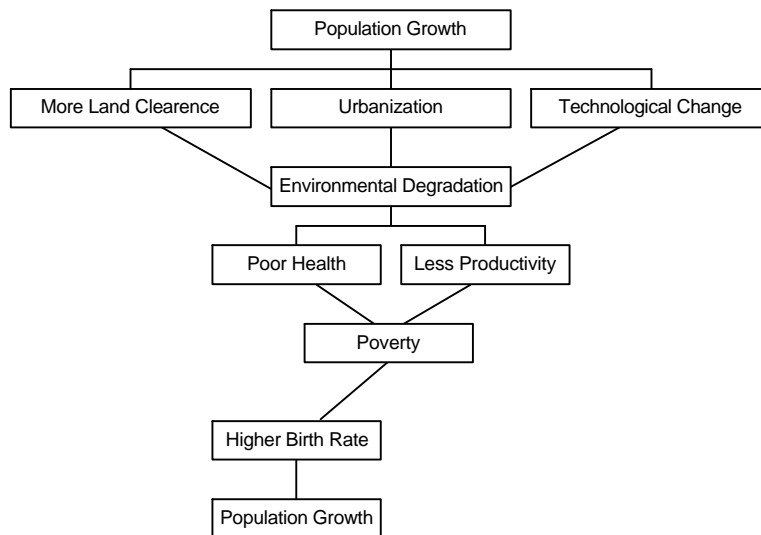 Population Growth
More Land Clearence
Urbanization
Technological Change
Environmental Degradation
Poor Health
Less Productivity
Poverty
Higher Birth Rate
Population Growth